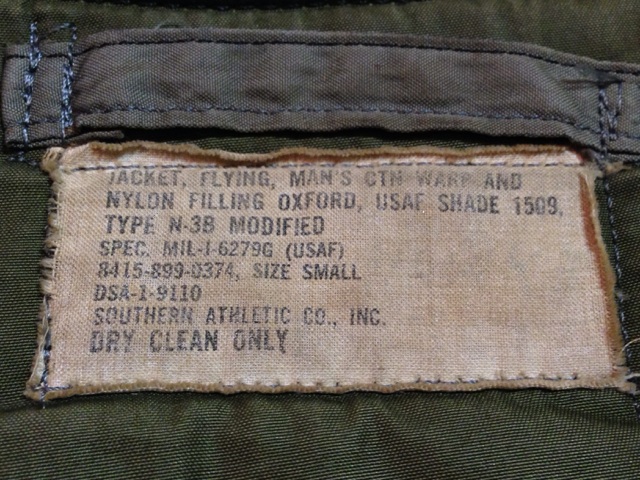 JACKET, FLYING, MAN'S CTN WARP AND
NYLON FILLING OXFORD, USAF SHADE 1509,
TYPE N-3B MODIFIED
SPEC. MIL-I-6279G (USAF)
8415-899-0374, SIZE SMALL
DSA-1-9110
SOUTHERN ATHLETIC CO., INC.
DRY CLEAN ONLY